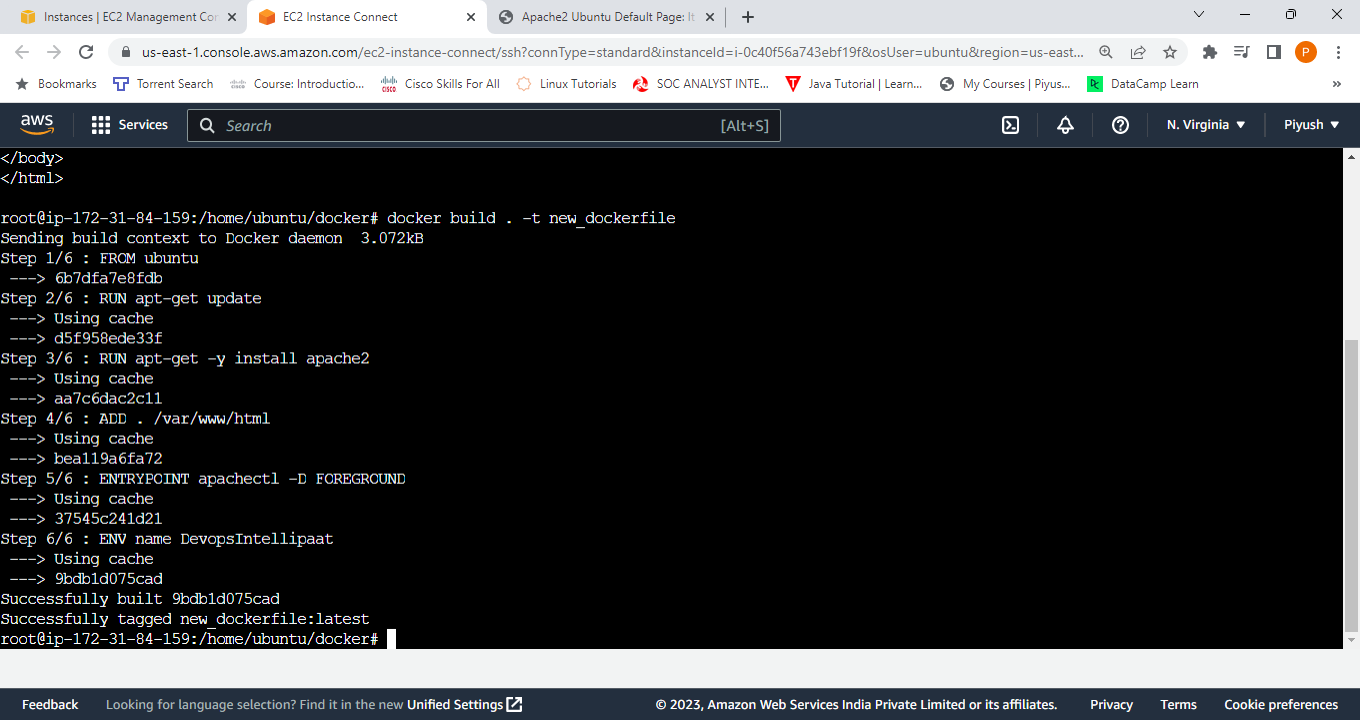 Instances | EC2 Management Con
EC2 Instance Connect
Apache2 Ubuntu Default Page: It
us-east-1.console.aws.amazon.com/ec2-instance-connect/ssh?connType=standard&instanceId=i-0c40f56a743ebf19f&osUser=ubuntu&region=us-east...
P
Bookmarks
Torrent Search
Course: Introductio...
Cisco Skills For All
Linux Tutorials
SOC ANALYST INTE...
Java Tutorial | Learn...
My Courses | Piyus...
DataCamp Learn
aws
Services
Search
[Alt+S]
N. Virginia
Piyush
</body>
</html>
root@ip-172-31-84-159:/home/ubuntu/docker# docker build . -t new_dockerfile
Sending build context to Docker daemon  3.072kB
Step 1/6 : FROM ubuntu
---> 6b7dfa7e8fdb
Step 2/6 : RUN apt-get update
---> Using cache
---> d5f958ede33f
Step 3/6 : RUN apt-get -y install apache2
---> Using cache
---> aa7c6dac2c11
Step 4/6 : ADD . /var/www/html
---> Using cache
---> bea119a6fa72
Step 5/6 : ENTRYPOINT apachectl -D FOREGROUND
---> Using cache
---> 37545c241d21
Step 6/6 : ENV name DevopsIntellipaat
---> Using cache
---> 9bdb1d075cad
Successfully built 9bdb1d075cad
Successfully tagged new_dockerfile:latest
root@ip-172-31-84-159:/home/ubuntu/docker#
Feedback
Looking for language selection? Find it in the new Unified Settings
© 2023, Amazon Web Services India Private Limited or its affiliates.
Privacy
Terms
Cookie preferences